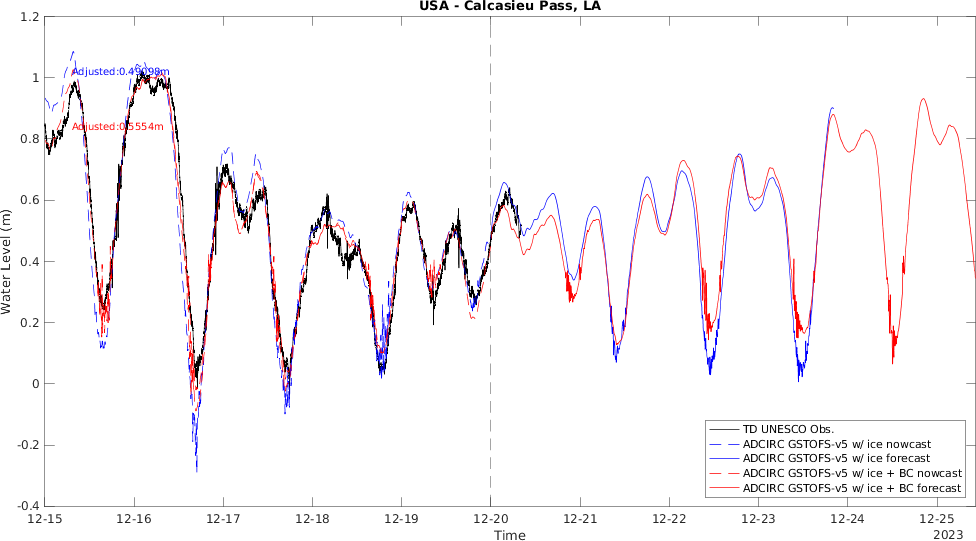 USA - Calcasieu Pass, LA
1.2
1
0.8
0.6
0.4
0.2
0
-0.2
-0.4
Water Level (m)
Adjusted:0.49098m
Adjusted:0.5554m
TD UNESCO Obs.
ADCIRC GSTOFS-v5 w/ ice nowcast
ADCIRC GSTOFS-v5 w/ ice forecast
ADCIRC GSTOFS-v5 w/ ice + BC nowcast
ADCIRC GSTOFS-v5 w/ ice + BC forecast
12-15 12-16 12-17 12-18 12-19 12-20 12-21 12-22 12-23 12-24 12-25
Time
2023